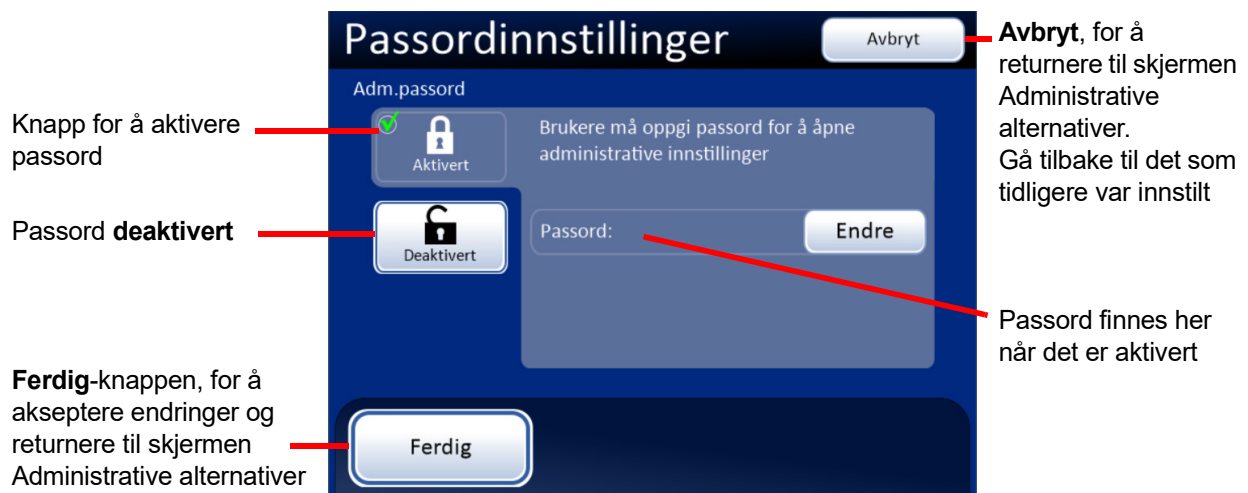 Passordinnstillinger
Avbryt
Adm.passord
Aktivert
Brukere må oppgi passord for å åpne
administrative innstillinger
Deaktivert
Passord:
Endre
Ferdig
Knapp for å aktivere
passord
Passord deaktivert
Ferdig-knappen, for å
akseptere endringer og
returnere til skjermen
Administrative alternativer
Avbryt, for å
returnere til skjermen
Administrative
alternativer.
Gå tilbake til det som
tidligere var innstilt
Passord finnes her
når det er aktivert